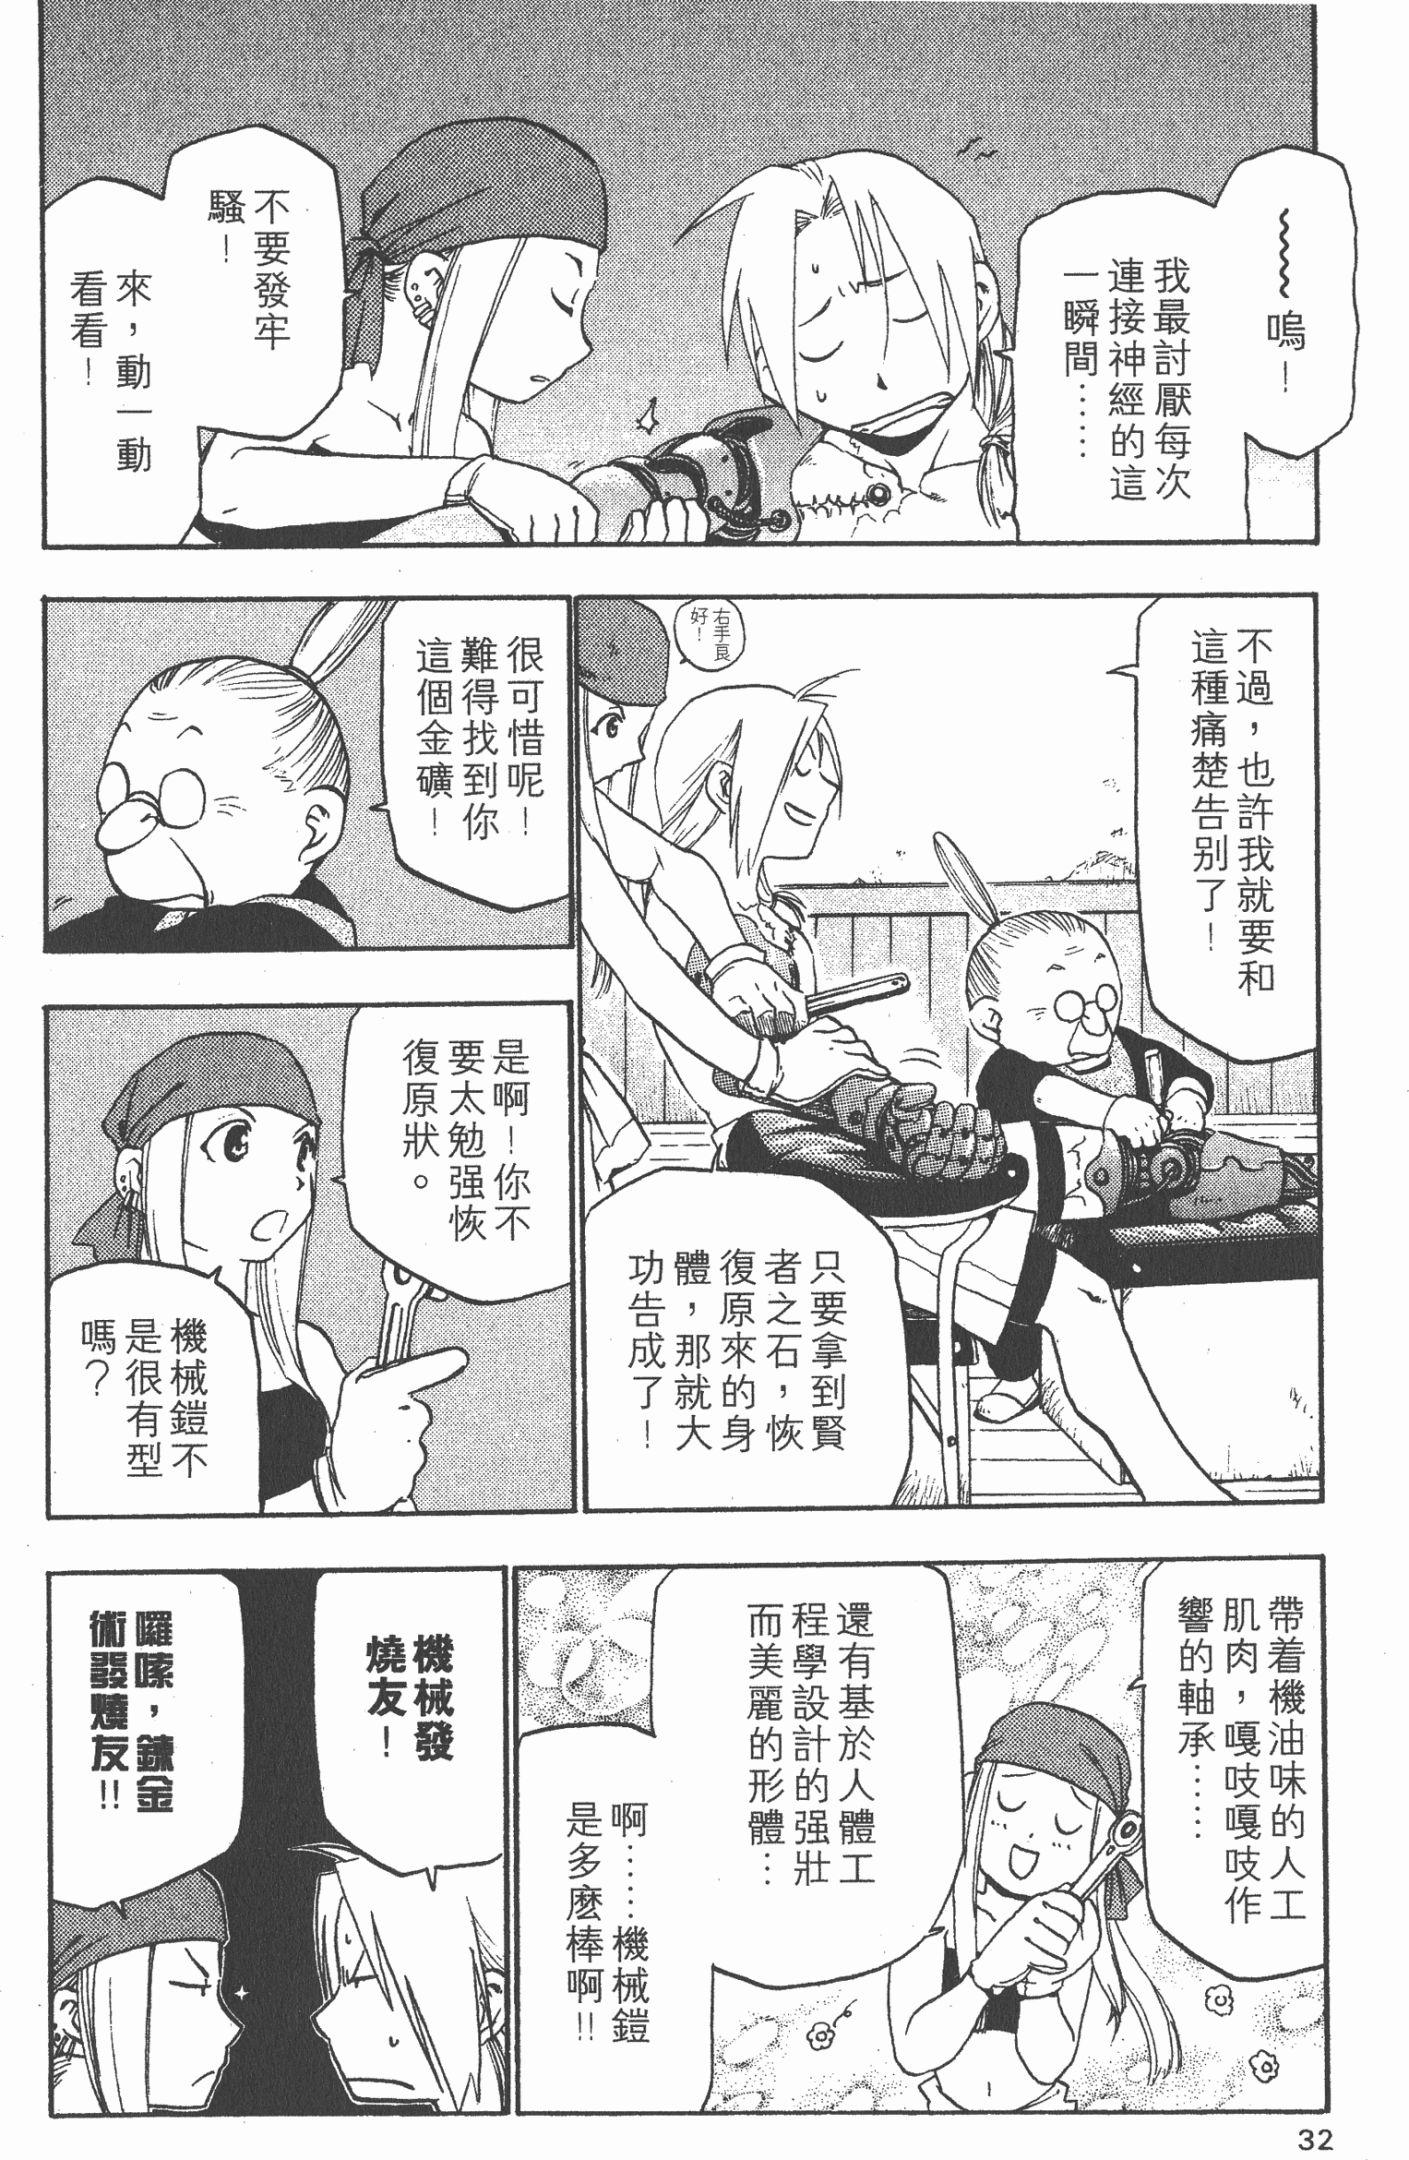 ～～～嗚！
我最討厭每次
連接神經的這
一瞬間……
不要發牢
騷！
來，動一動
看看！
不過，也許我就要和
這種痛楚告別了！
右手良
好！
只要拿到賢
者之石，恢
復原來的身
體，那就大
功告成了！
很可惜呢！
難得找到你
這個金礦！
是啊！你不
要太勉强恢
復原狀。
機械鎧不
是很有型
嗎？
帶着機油味的人工
肌肉，嘎吱嘎吱作
響的軸承……
還有基於人體工
程學設計的强壯
而美麗的形體…
啊……機械鎧
是多麽棒啊!!
機械發
燒友！
囉嗦，鍊金
術發燒友!!
32